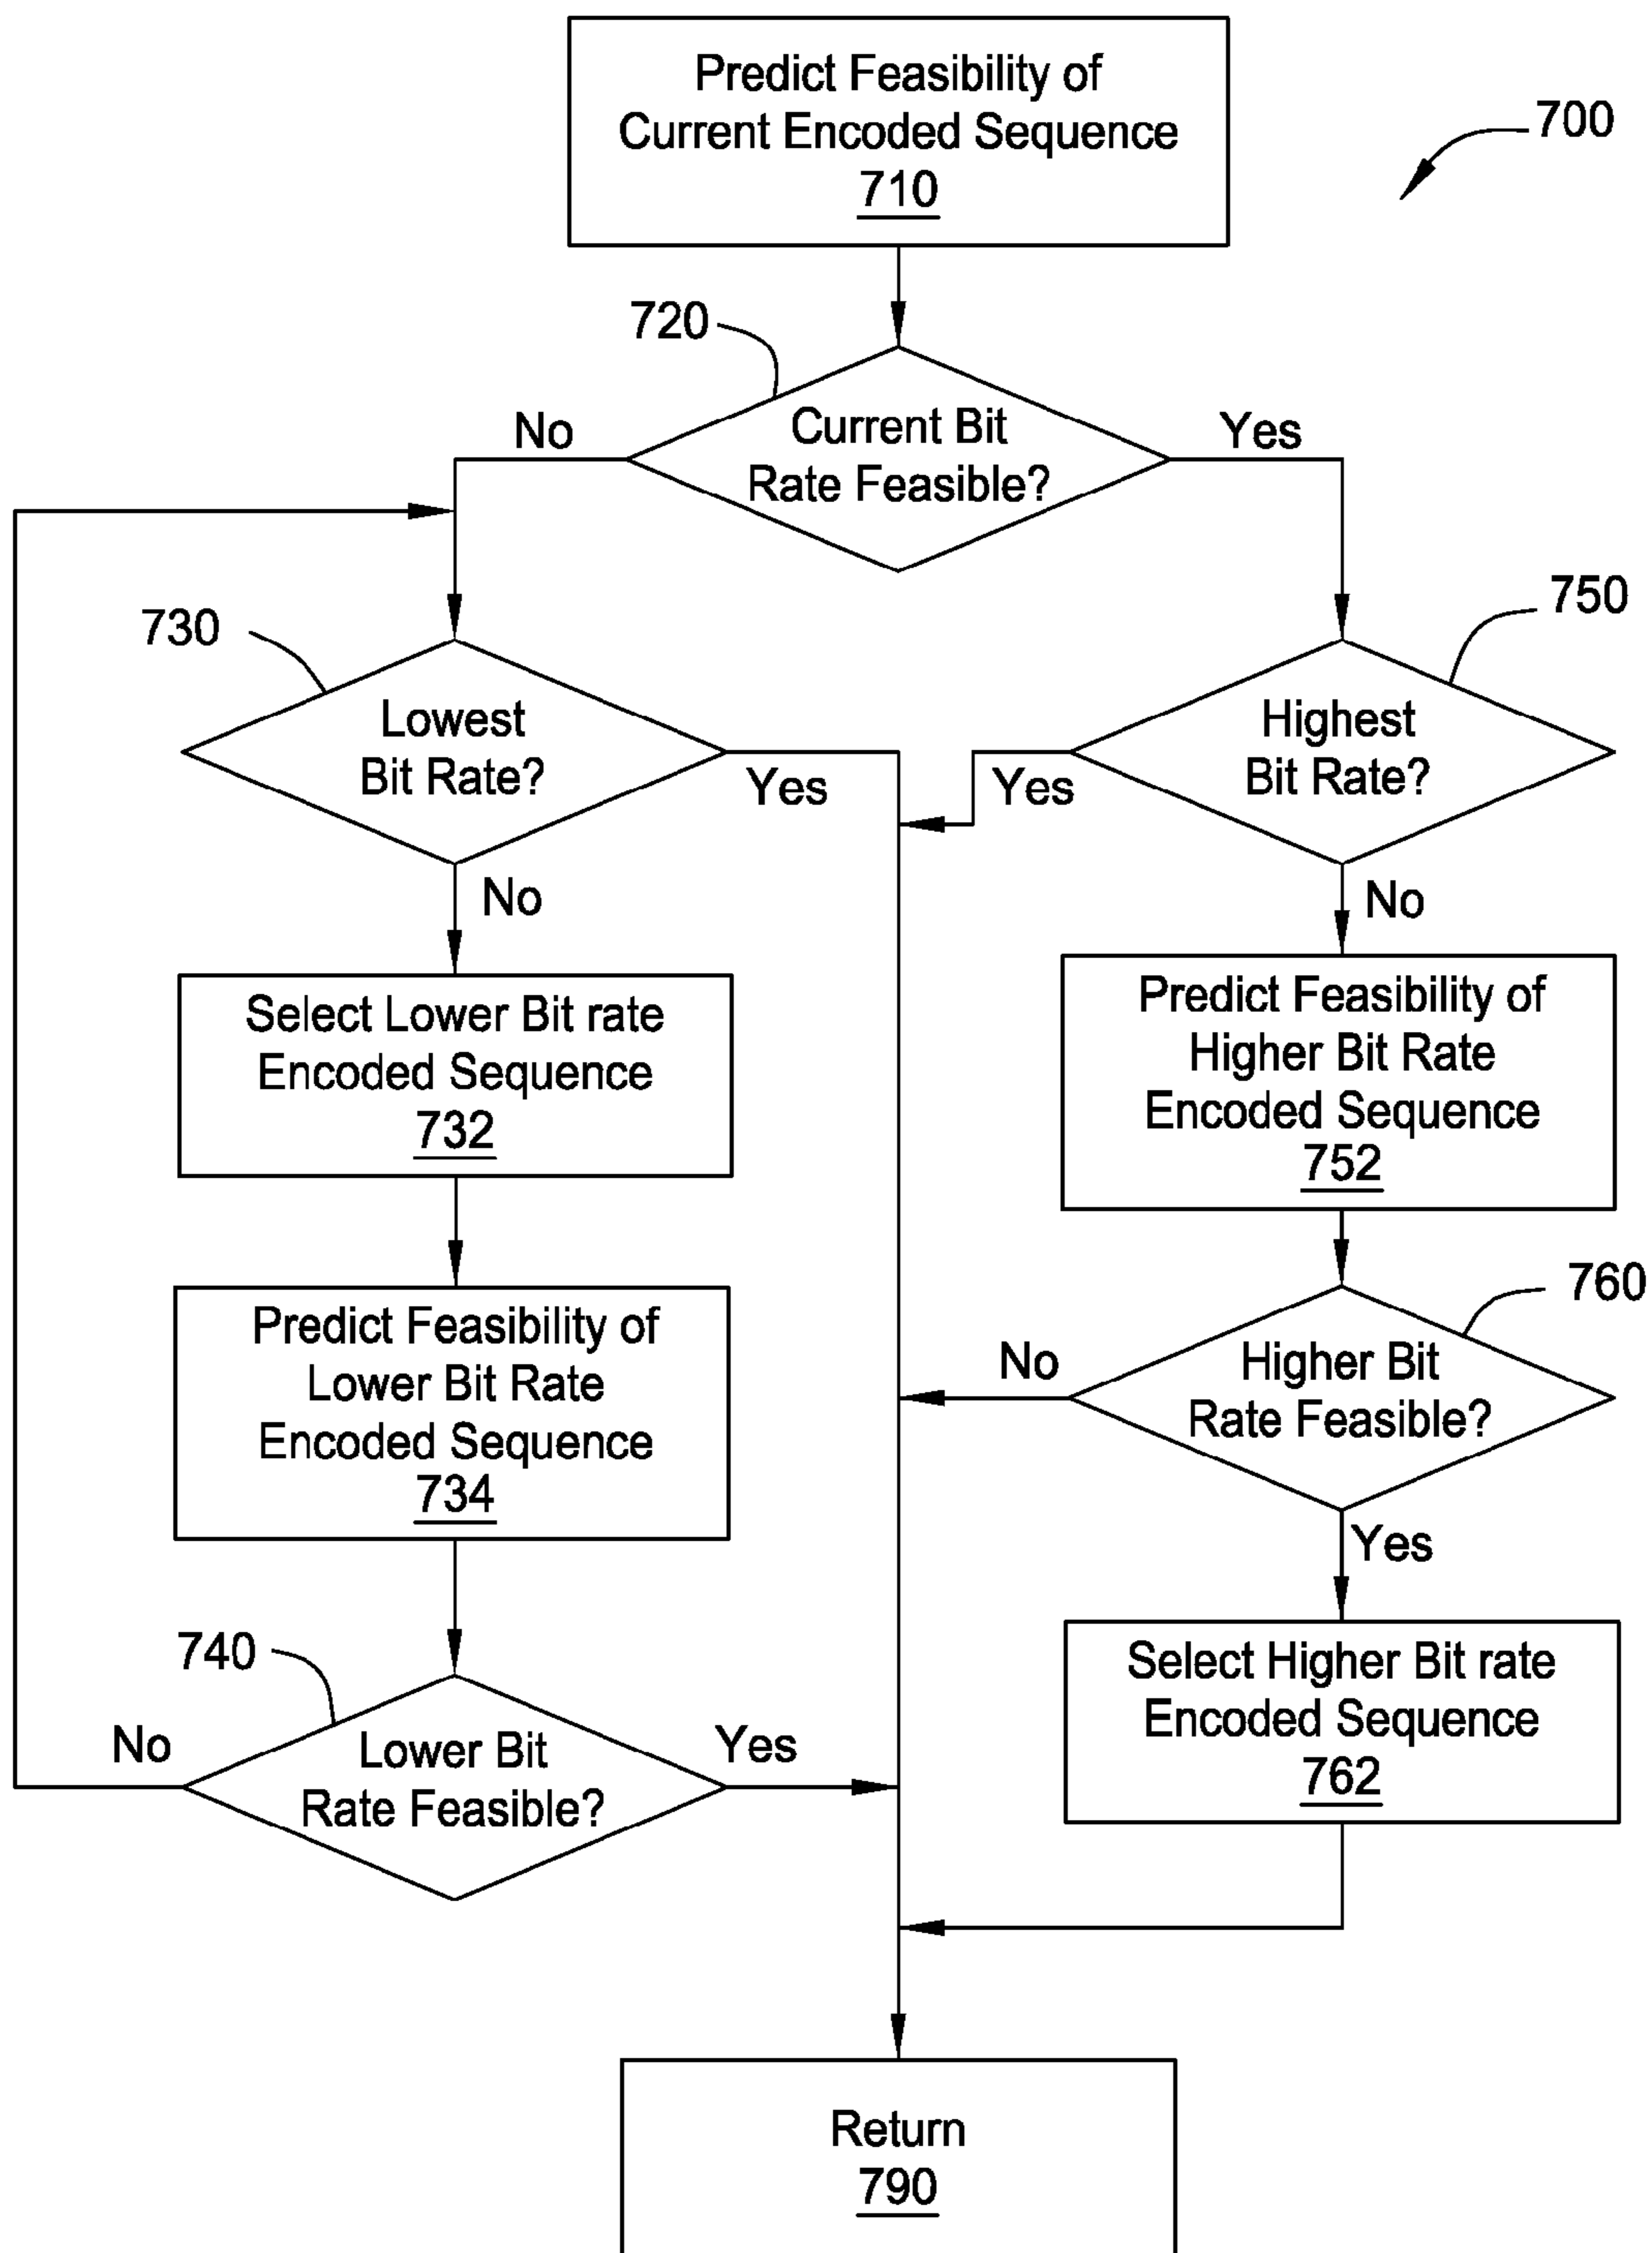 Predict Feasibility of
Current Encoded Sequence
710
700
720
No
Current Bit
Rate Feasible?
Yes
730
Lowest
Bit Rate?
Yes
No
750
Highest
Bit Rate?
Yes
No
Select Lower Bit rate
Encoded Sequence
732
Predict Feasibility of
Higher Bit Rate
Encoded Sequence
752
Predict Feasibility of
Lower Bit Rate
Encoded Sequence
734
760
No
Higher Bit
Rate Feasible?
Yes
740
No
Lower Bit
Rate Feasible?
Yes
Select Higher Bit rate
Encoded Sequence
762
Return
790